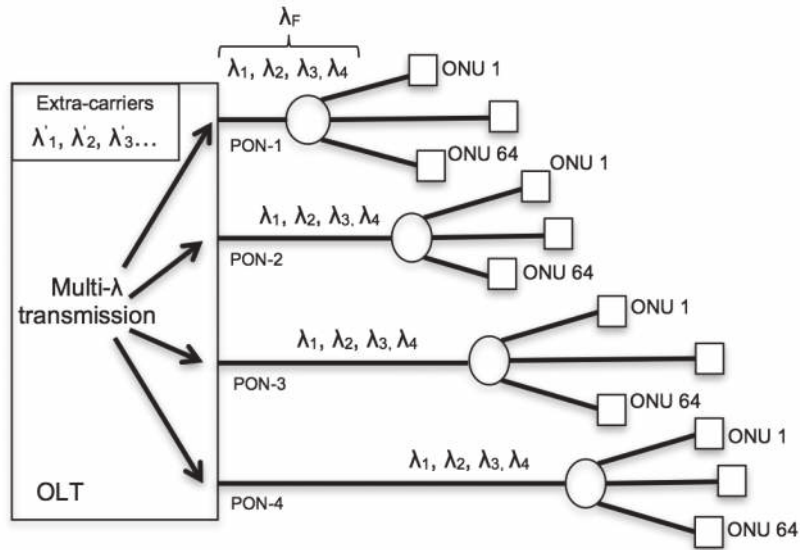 λF
λ1, λ2, λ3, λ4
ONU 1
Extra-carriers
λ'1, λ'2, λ'3...
PON-1
ONU 64
ONU 1
λ1, λ2, λ3, λ4
PON-2
ONU 64
Multi-λ
transmission
ONU 1
λ1, λ2, λ3, λ4
PON-3
ONU 64
ONU 1
λ1, λ2, λ3, λ4
OLT
PON-4
ONU 64